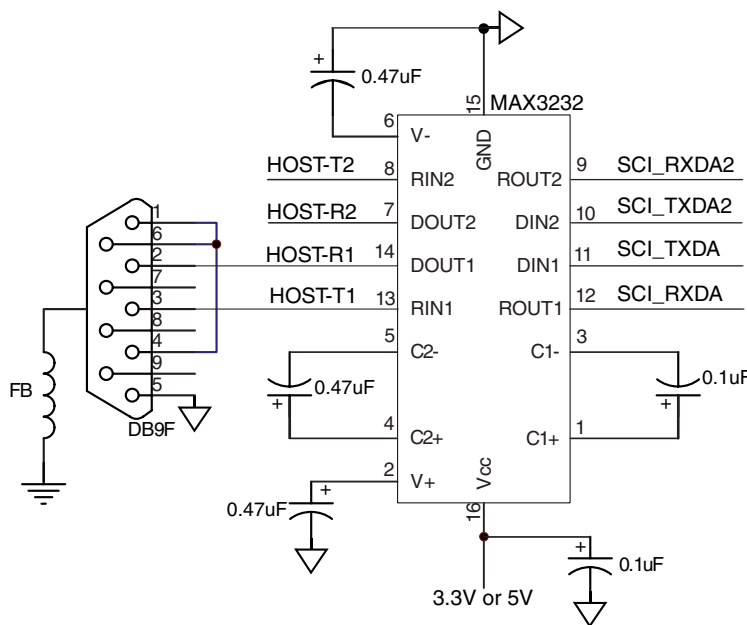 +
0.47uF
15
MAX3232
6
V-
GND
HOST-T2
8
RIN2
ROUT2
9
SCI_RXDA2
HOST-R2
7
DOUT2
DIN2
10
SCI_TXDA2
HOST-R1
14
DOUT1
DIN1
11
SCI_TXDA
HOST-T1
13
RIN1
ROUT1
12
SCI_RXDA
1
6
2
7
3
8
4
9
5
DB9F
FB
5
C2-
C1-
3
0.47uF
+
0.1uF
+
4
C2+
C1+
1
2
V+
Vcc
16
0.47uF
+
+
0.1uF
3.3V or 5V